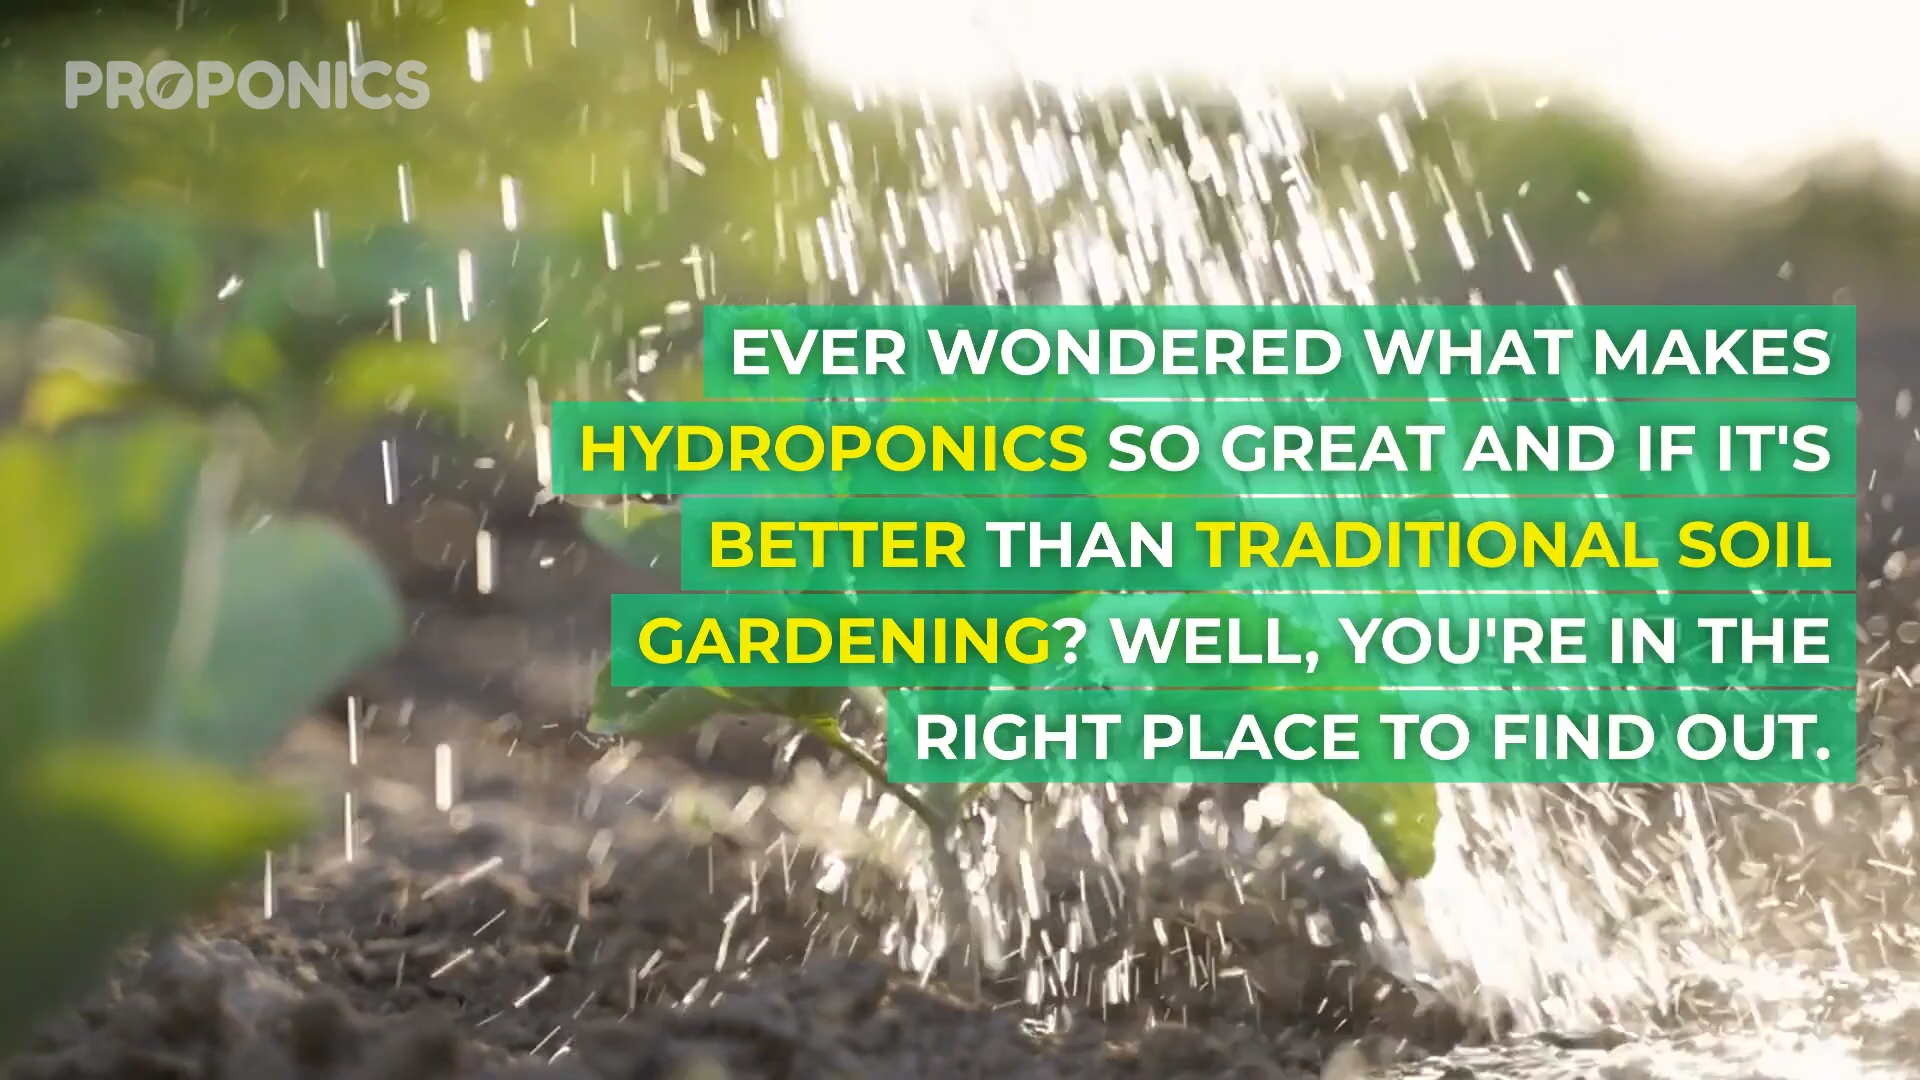 PROPONICS
EVER WONDERED WHAT MAKES
HYDROPONICS SO GREAT AND IF IT'S
BETTER THAN TRADITIONAL SOIL
GARDENING? WELL, YOU'RE IN THE
RIGHT PLACE TO FIND OUT.